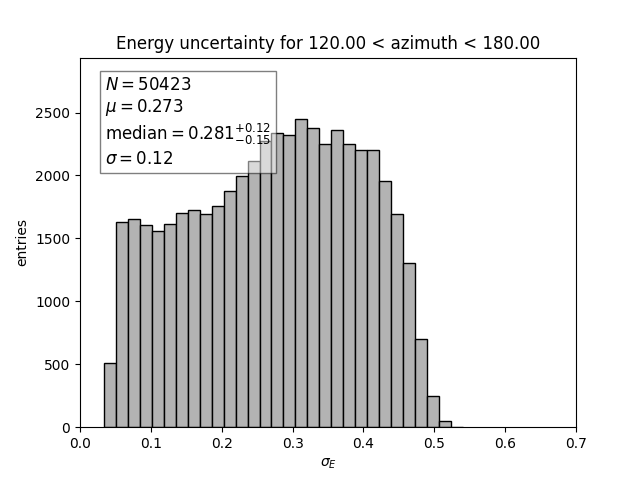 Energy uncertainty for 120.00 < azimuth < 180.00
N = 50423
μ = 0.273
median = 0.281 +0.12 −0.15
σ = 0.12
entries
2500
2000
1500
1000
500
0
0.0 0.1 0.2 0.3 0.4 0.5 0.6 0.7
σE